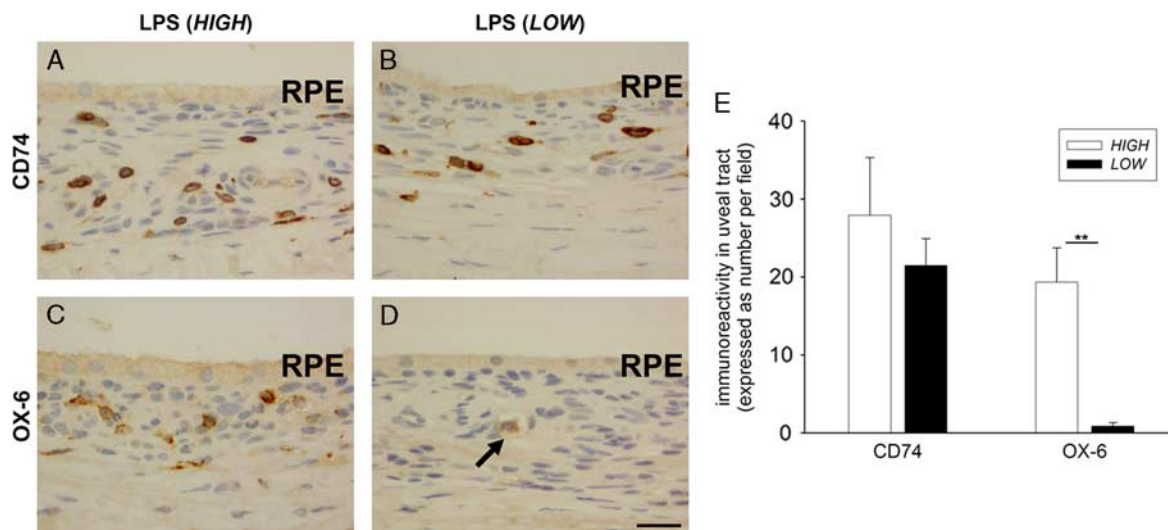 LPS (HIGH)
LPS (LOW)
CD74
OX-6
A
RPE
B
RPE
C
RPE
D
RPE
E
immunoreactivity in uveal tract
(expressed as number per field)
40
30
20
10
0
HIGH
LOW
**
CD74
OX-6